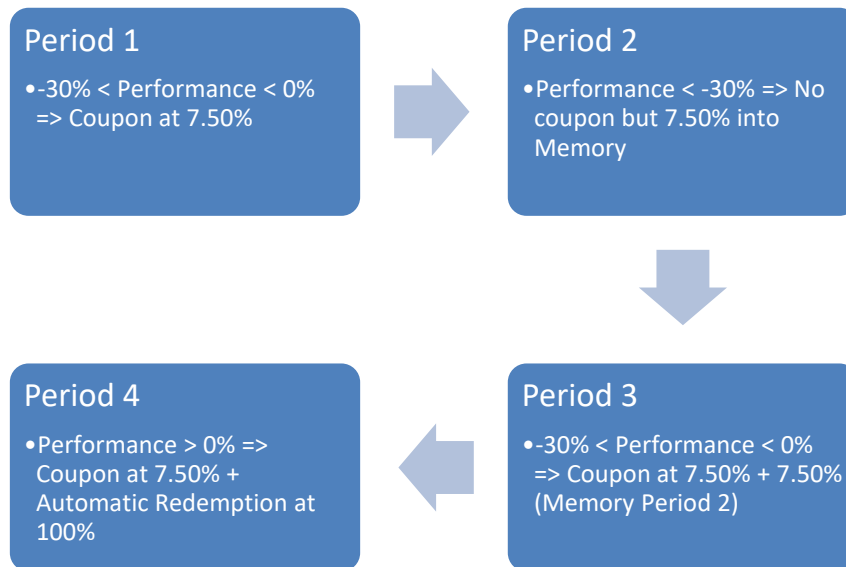 Period 1
•-30% < Performance < 0%
=> Coupon at 7.50%
Period 2
•Performance < -30% => No
coupon but 7.50% into
Memory
Period 3
•-30% < Performance < 0%
=> Coupon at 7.50% + 7.50%
(Memory Period 2)
Period 4
•Performance > 0% =>
Coupon at 7.50% +
Automatic Redemption at
100%